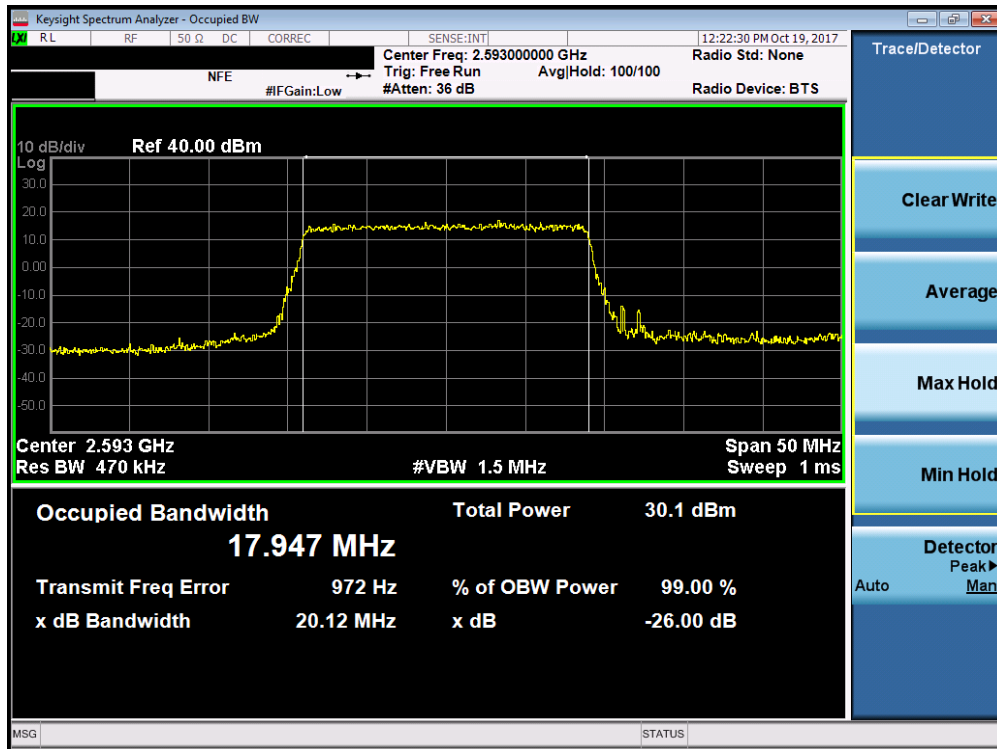 Keysight Spectrum Analyzer - Occupied BW
LXI RL RF 50 Ω DC CORREC SENSE:INT 12:22:30 PM Oct 19, 2017
Center Freq: 2.593000000 GHz Radio Std: None
NFE Trig: Free Run Avg|Hold: 100/100
#IFGain:Low #Atten: 36 dB Radio Device: BTS
Trace/Detector
10 dB/div Ref 40.00 dBm
Log
30.0
20.0
10.0
0.00
-10.0
-20.0
-30.0
-40.0
-50.0
Center 2.593 GHz Span 50 MHz
Res BW 470 kHz #VBW 1.5 MHz Sweep 1 ms
Occupied Bandwidth Total Power 30.1 dBm
17.947 MHz
Transmit Freq Error 972 Hz % of OBW Power 99.00 %
x dB Bandwidth 20.12 MHz x dB -26.00 dB
Clear Write
Average
Max Hold
Min Hold
Detector
Peak▶
Auto Man
MSG STATUS